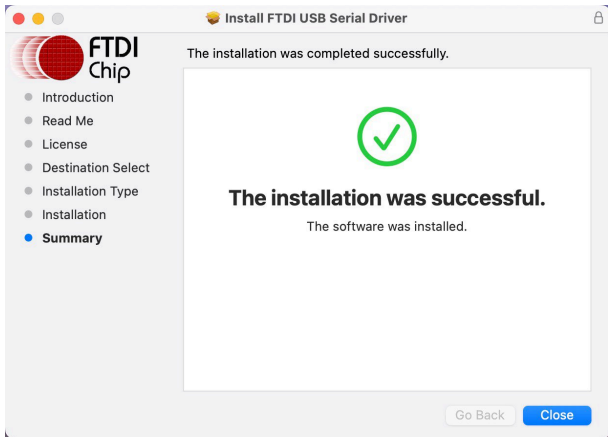 Install FTDI USB Serial Driver
FTDI
Chip
The installation was completed successfully.
Introduction
Read Me
License
Destination Select
Installation Type
Installation
Summary
The installation was successful.
The software was installed.
Go Back
Close